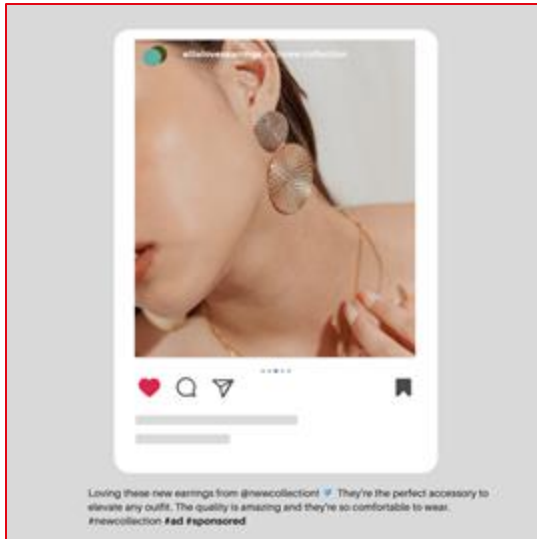 Loving these new earrings from @newcollection! They're the perfect accessory to
elevate any outfit. The quality is amazing and they're so comfortable to wear.
#newcollection #ad #sponsored